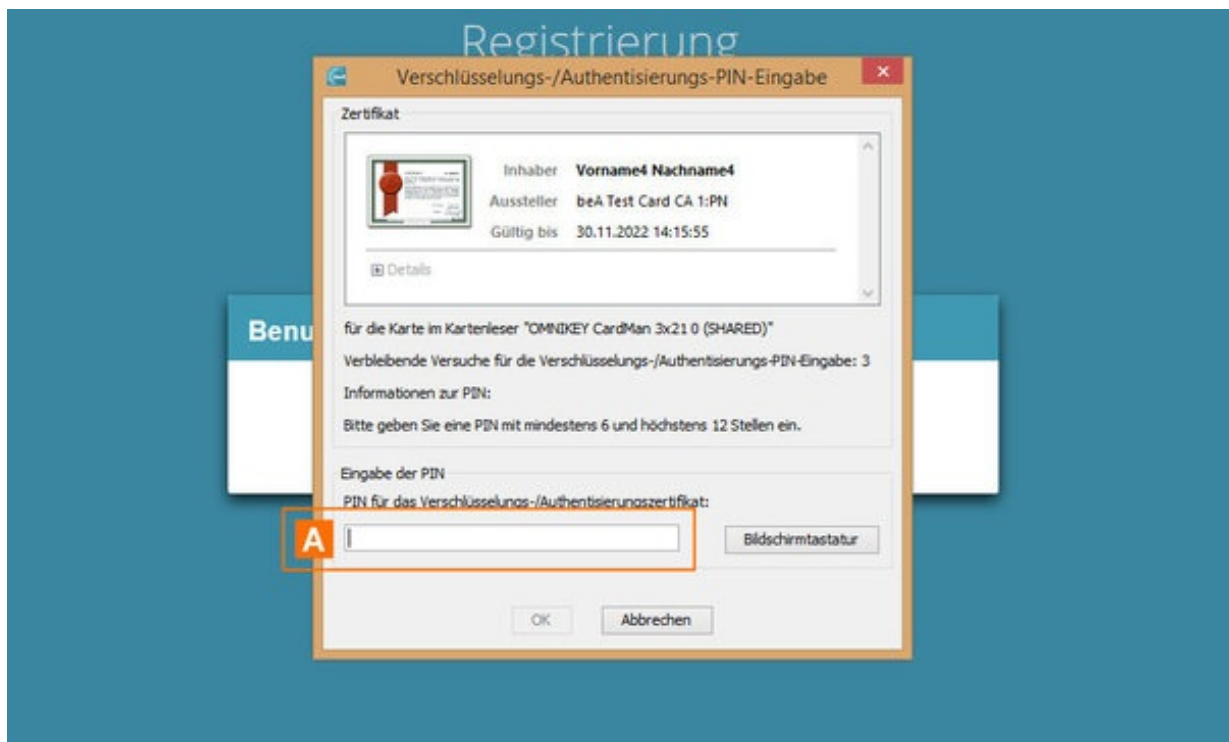 Registrierung
Verschlüsselungs-/Authentisierungs-PIN-Eingabe
Zertifikat
Inhaber Vorname4 Nachname4
Aussteller beA Test Card CA 1:PN
Gültig bis 30.11.2022 14:15:55
Details
Benu
für die Karte im Kartenleser "OMNIKEY CardMan 3x21 0 (SHARED)"
Verbleibende Versuche für die Verschlüsselungs-/Authentisierungs-PIN-Eingabe: 3
Informationen zur PIN:
Bitte geben Sie eine PIN mit mindestens 6 und höchstens 12 Stellen ein.
Eingabe der PIN
PIN für das Verschlüsselungs-/Authentisierungszertifikat:
A
Bildschirmtastatur
OK Abbrechen